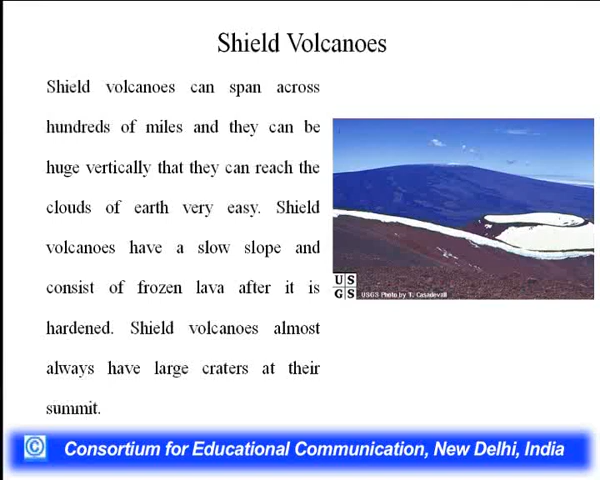 Shield Volcanoes
Shield volcanoes can span across
hundreds of miles and they can be
huge vertically that they can reach the
clouds of earth very easy. Shield
volcanoes have a slow slope and
consist of frozen lava after it is
hardened. Shield volcanoes almost
always have large craters at their
summit.
US
GS
USGS Photo by T. Casadevall
© Consortium for Educational Communication, New Delhi, India